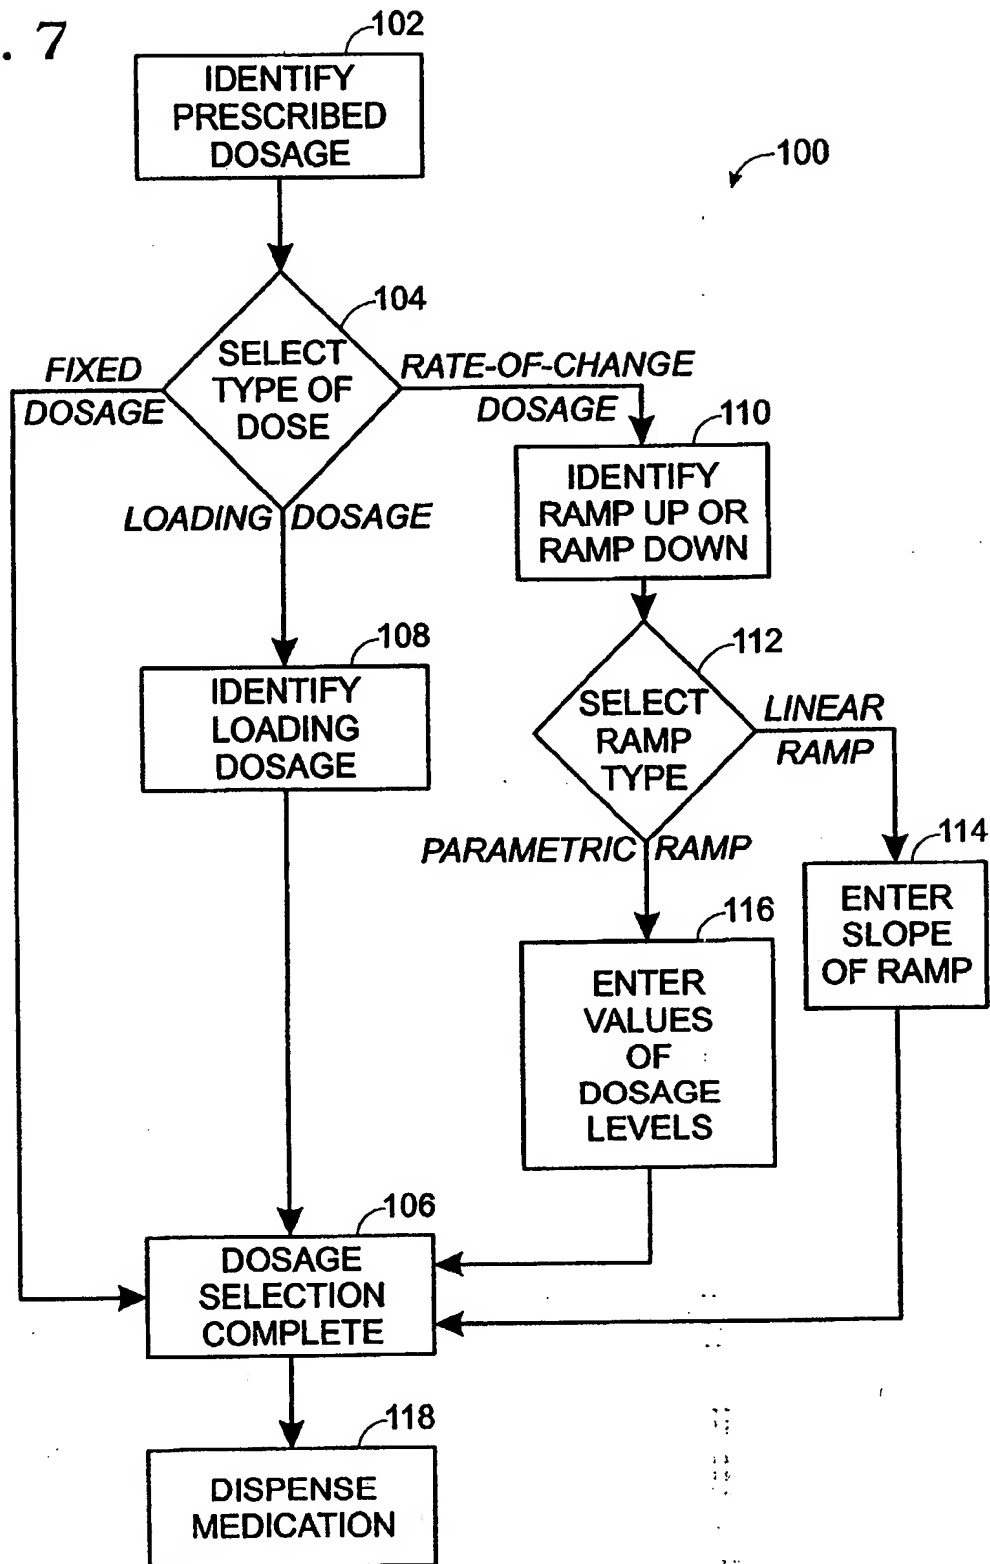 . 7
102
IDENTIFY
PRESCRIBED
DOSAGE
100
104
SELECT
TYPE OF
DOSE
FIXED
DOSAGE
RATE-OF-CHANGE
DOSAGE
LOADING DOSAGE
110
IDENTIFY
RAMP UP OR
RAMP DOWN
108
IDENTIFY
LOADING
DOSAGE
112
SELECT
RAMP
TYPE
LINEAR
RAMP
PARAMETRIC RAMP
114
ENTER
SLOPE
OF RAMP
116
ENTER
VALUES
OF
DOSAGE
LEVELS
106
DOSAGE
SELECTION
COMPLETE
118
DISPENSE
MEDICATION